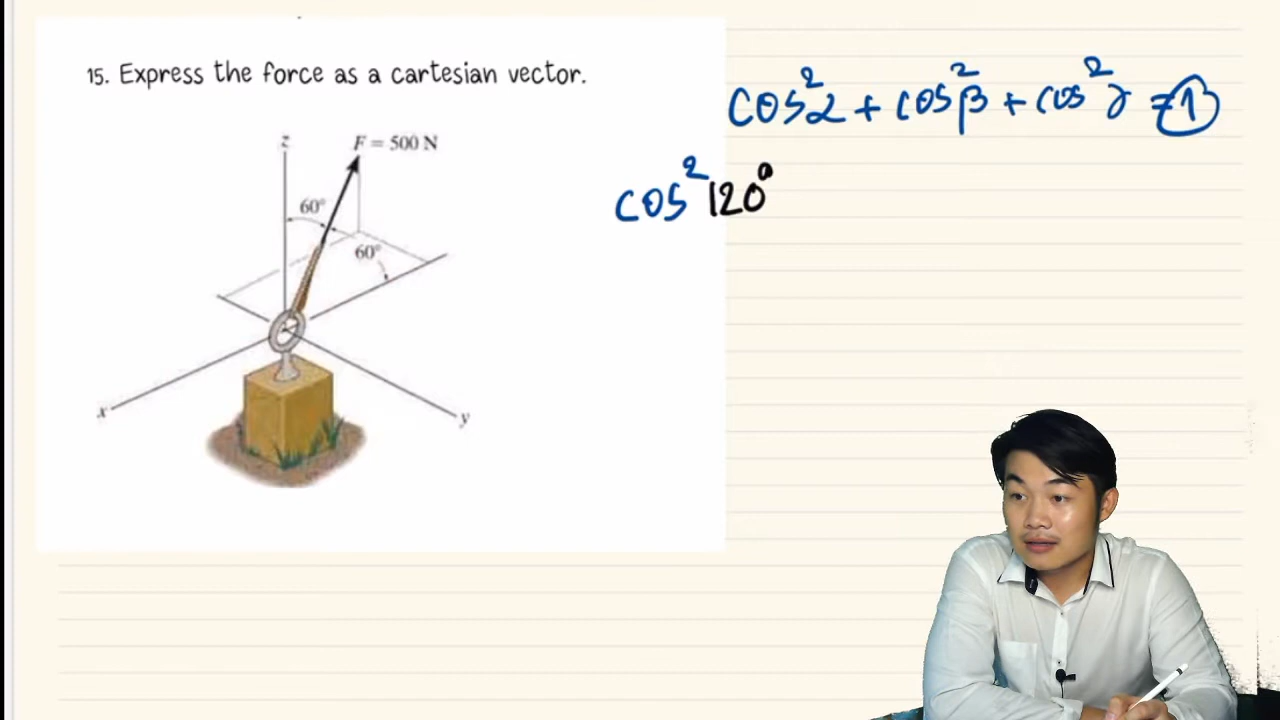 15. Express the force as a cartesian vector.
cos²α + cos²β + cos²γ = 1
cos² 120°
z
F = 500 N
60°
60°
x
y